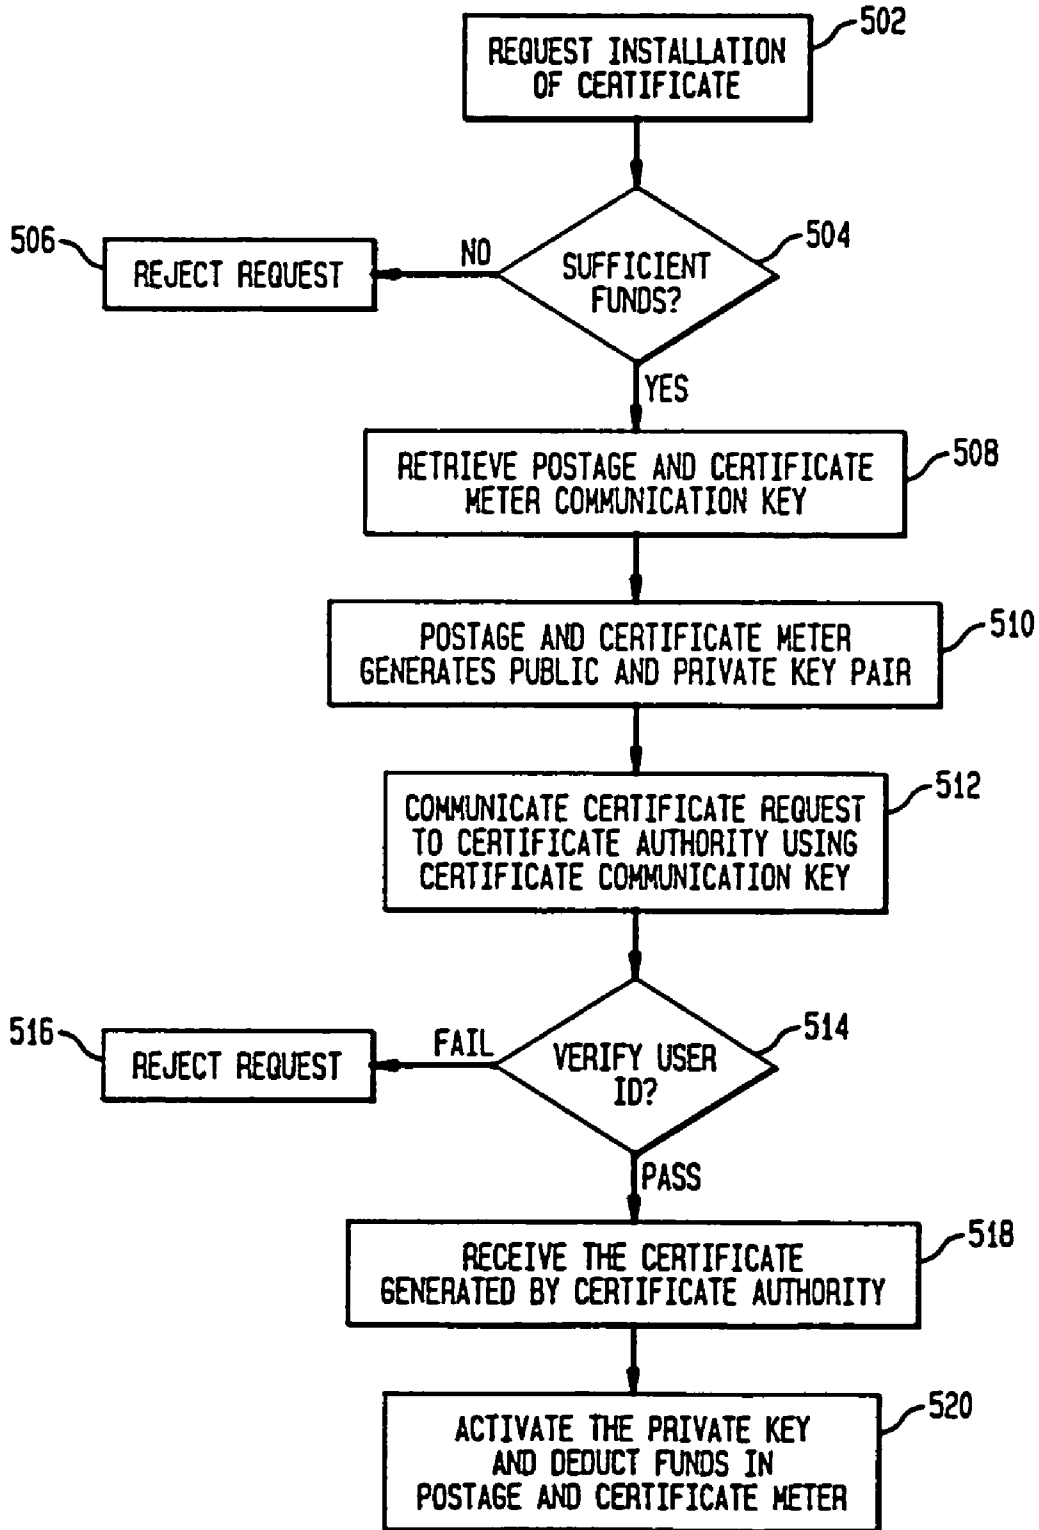 502
REQUEST INSTALLATION
OF CERTIFICATE
504
SUFFICIENT
FUNDS?
NO
506
REJECT REQUEST
YES
508
RETRIEVE POSTAGE AND CERTIFICATE
METER COMMUNICATION KEY
510
POSTAGE AND CERTIFICATE METER
GENERATES PUBLIC AND PRIVATE KEY PAIR
512
COMMUNICATE CERTIFICATE REQUEST
TO CERTIFICATE AUTHORITY USING
CERTIFICATE COMMUNICATION KEY
514
VERIFY USER
ID?
FAIL
516
REJECT REQUEST
PASS
518
RECEIVE THE CERTIFICATE
GENERATED BY CERTIFICATE AUTHORITY
520
ACTIVATE THE PRIVATE KEY
AND DEDUCT FUNDS IN
POSTAGE AND CERTIFICATE METER